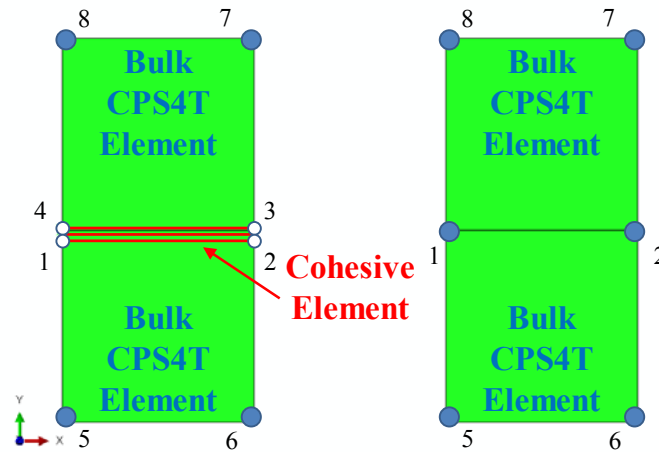 8 7 8 7
Bulk
CPS4T
Element
Bulk
CPS4T
Element
4 3
1 2 1 2
Cohesive
Element
Bulk
CPS4T
Element
Bulk
CPS4T
Element
5 6 5 6
Y
X